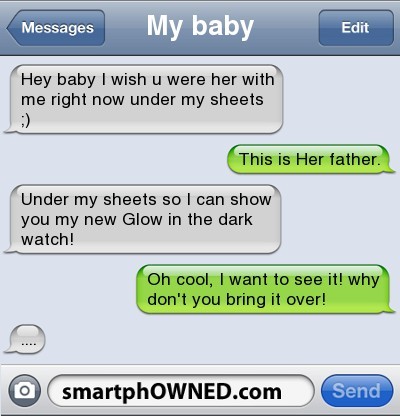 Messages
My baby
Edit
Hey baby I wish u were her with
me right now under my sheets
;)
This is Her father.
Under my sheets so I can show
you my new Glow in the dark
watch!
Oh cool, I want to see it! why
don't you bring it over!
....
smartphOWNED.com
Send